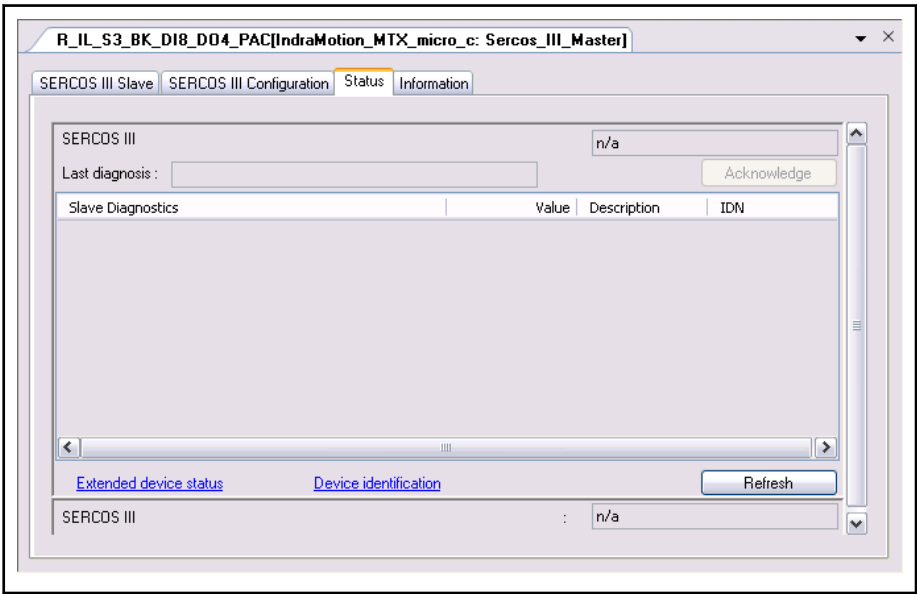 R_IL_S3_BK_DI8_DO4_PAC[IndraMotion_MTX_micro_c: Sercos_III_Master]
SERCOS III Slave SERCOS III Configuration Status Information
SERCOS III n/a
Last diagnosis : Acknowledge
Slave Diagnostics Value Description IDN
Extended device status Device identification Refresh
SERCOS III : n/a